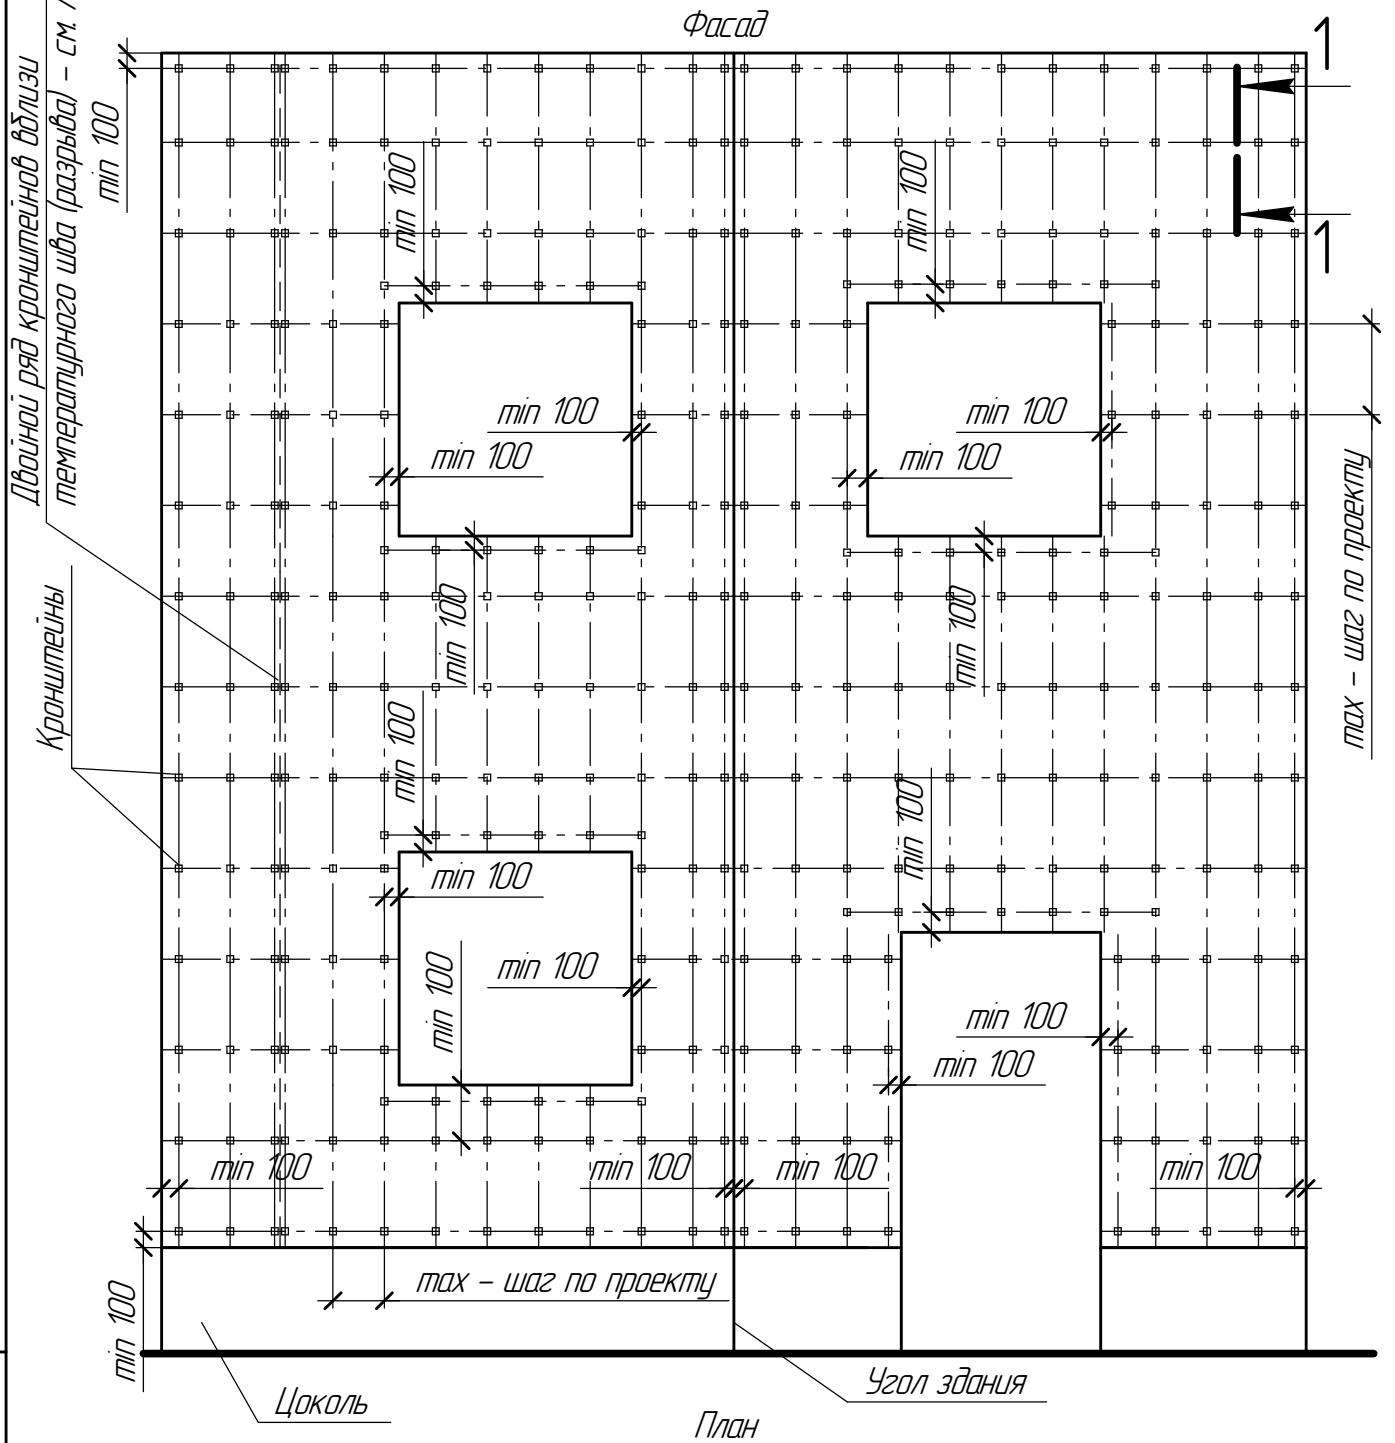 Фасад
1
1
Двойной ряд кронштейнов вблизи
температурного шва (разрыва) – см.
min 100
min 100
min 100
min 100
min 100
min 100
min 100
max – шаг по проекту
Кронштейны
min 100
min 100
min 100
min 100
min 100
min 100
min 100
min 100
min 100
min 100
min 100
min 100
min 100
min 100
max – шаг по проекту
min 100
Цоколь
Угол здания
План